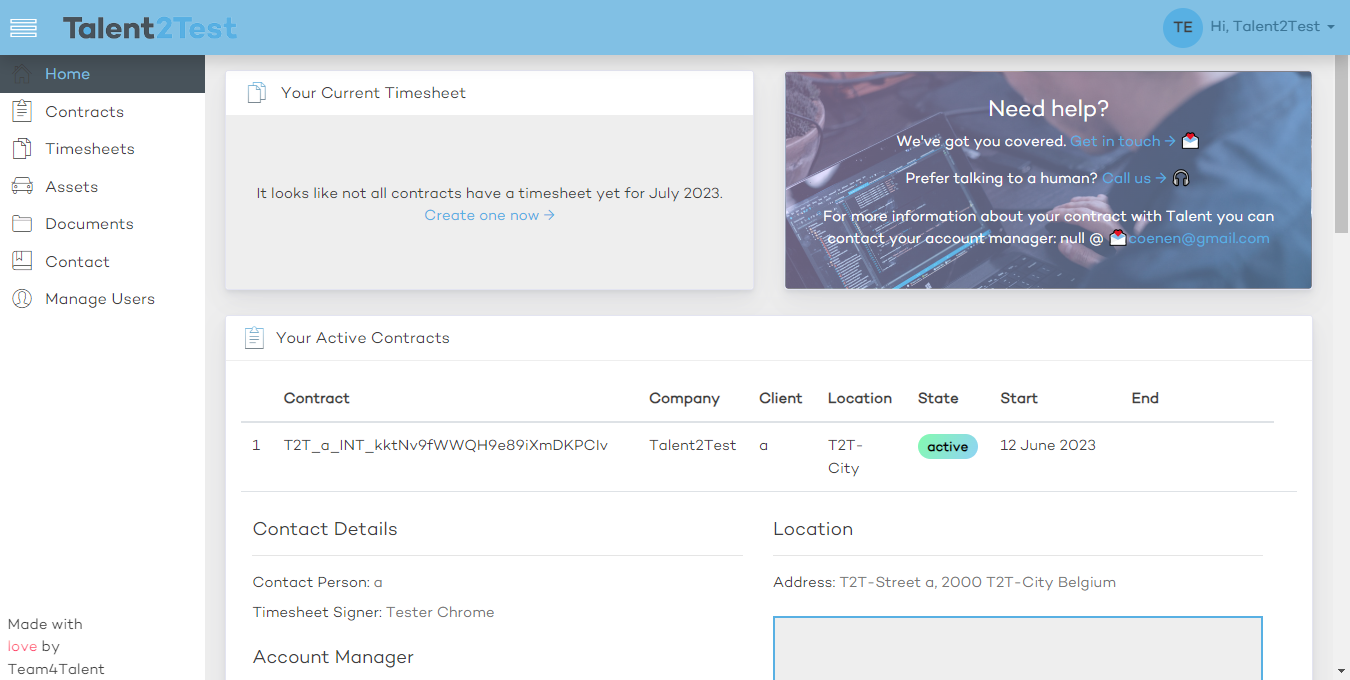 Talent2Test
TE
Hi, Talent2Test
Home
Contracts
Timesheets
Assets
Documents
Contact
Manage Users
Made with
love by
Team4Talent
Your Current Timesheet
It looks like not all contracts have a timesheet yet for July 2023.
Create one now →
Need help?
We've got you covered. Get in touch →
Prefer talking to a human? Call us →
For more information about your contract with Talent you can
contact your account manager: null @ coenen@gmail.com
Your Active Contracts
Contract Company Client Location State Start End
1 T2T_a_INT_kktNv9fWWQH9e89iXmDKPCIv Talent2Test a T2T- active 12 June 2023
City
Contact Details
Contact Person: a
Timesheet Signer: Tester Chrome
Account Manager
Location
Address: T2T-Street a, 2000 T2T-City Belgium